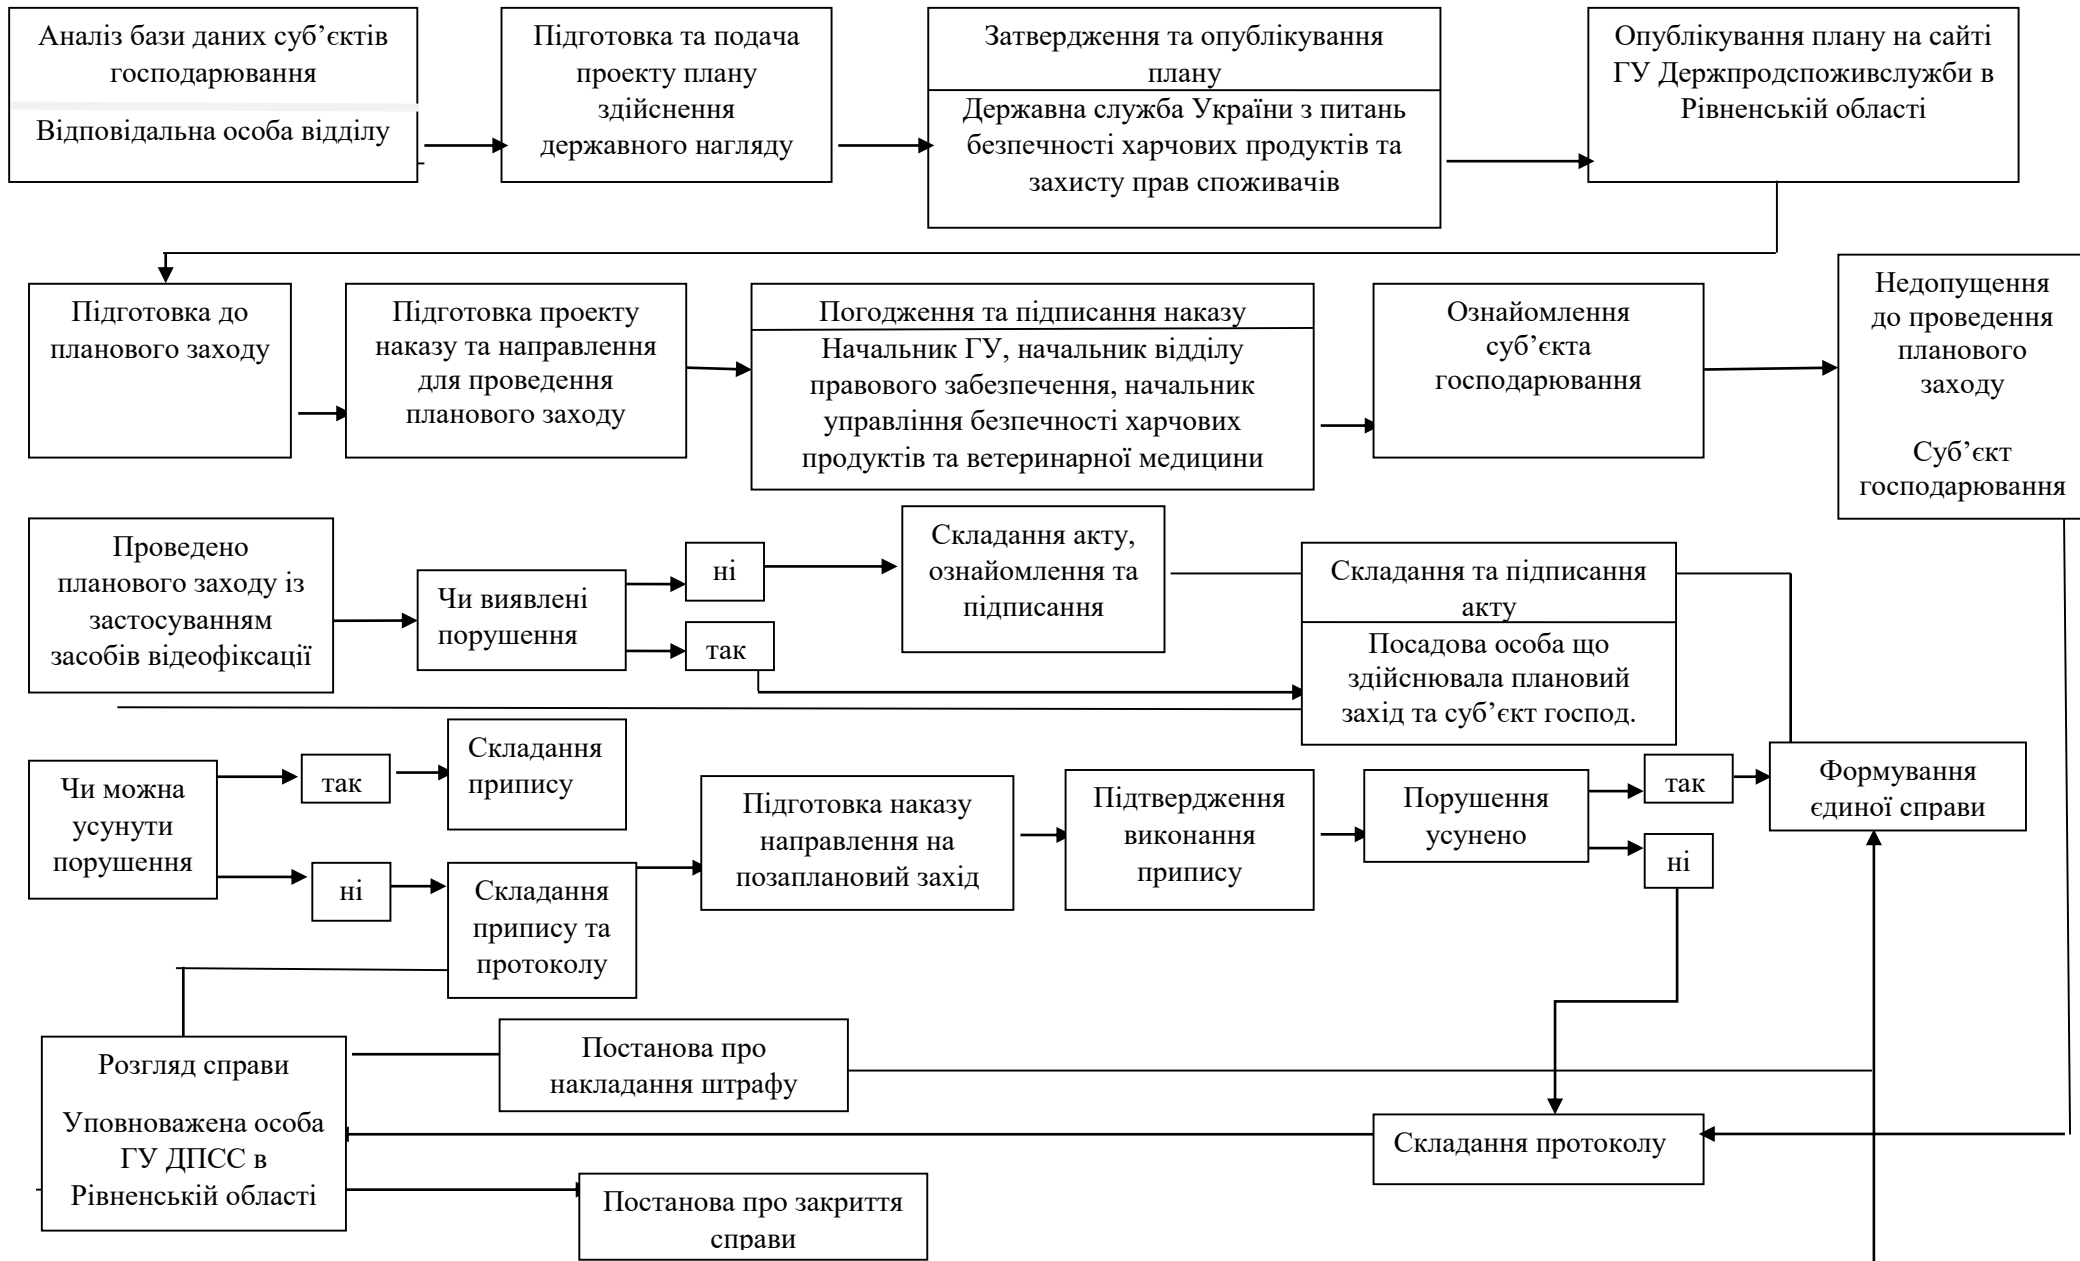 Аналіз бази даних суб’єктів
господарювання
Відповідальна особа відділу
Підготовка та подача
проекту плану
здійснення
державного нагляду
Затвердження та опублікування
плану
Державна служба України з питань
безпечності харчових продуктів та
захисту прав споживачів
Опублікування плану на сайті
ГУ Держпродспоживслужби в
Рівненській області
Підготовка до
планового заходу
Підготовка проекту
наказу та направлення
для проведення
планового заходу
Погодження та підписання наказу
Начальник ГУ, начальник відділу
правового забезпечення, начальник
управління безпечності харчових
продуктів та ветеринарної медицини
Ознайомлення
суб’єкта
господарювання
Недопущення
до проведення
планового
заходу
Суб’єкт
господарювання
Проведено
планового заходу із
застосуванням
засобів відеофіксації
Чи виявлені
порушення
ні
так
Складання акту,
ознайомлення та
підписання
Складання та підписання
акту
Посадова особа що
здійснювала плановий
захід та суб’єкт господ.
Чи можна
усунути
порушення
так
ні
Складання
припису
Складання
припису та
протоколу
Підготовка наказу
направлення на
позаплановий захід
Підтвердження
виконання
припису
Порушення
усунено
так
ні
Формування
єдиної справи
Розгляд справи
Уповноважена особа
ГУ ДПСС в
Рівненській області
Постанова про
накладання штрафу
Складання протоколу
Постанова про закриття
справи